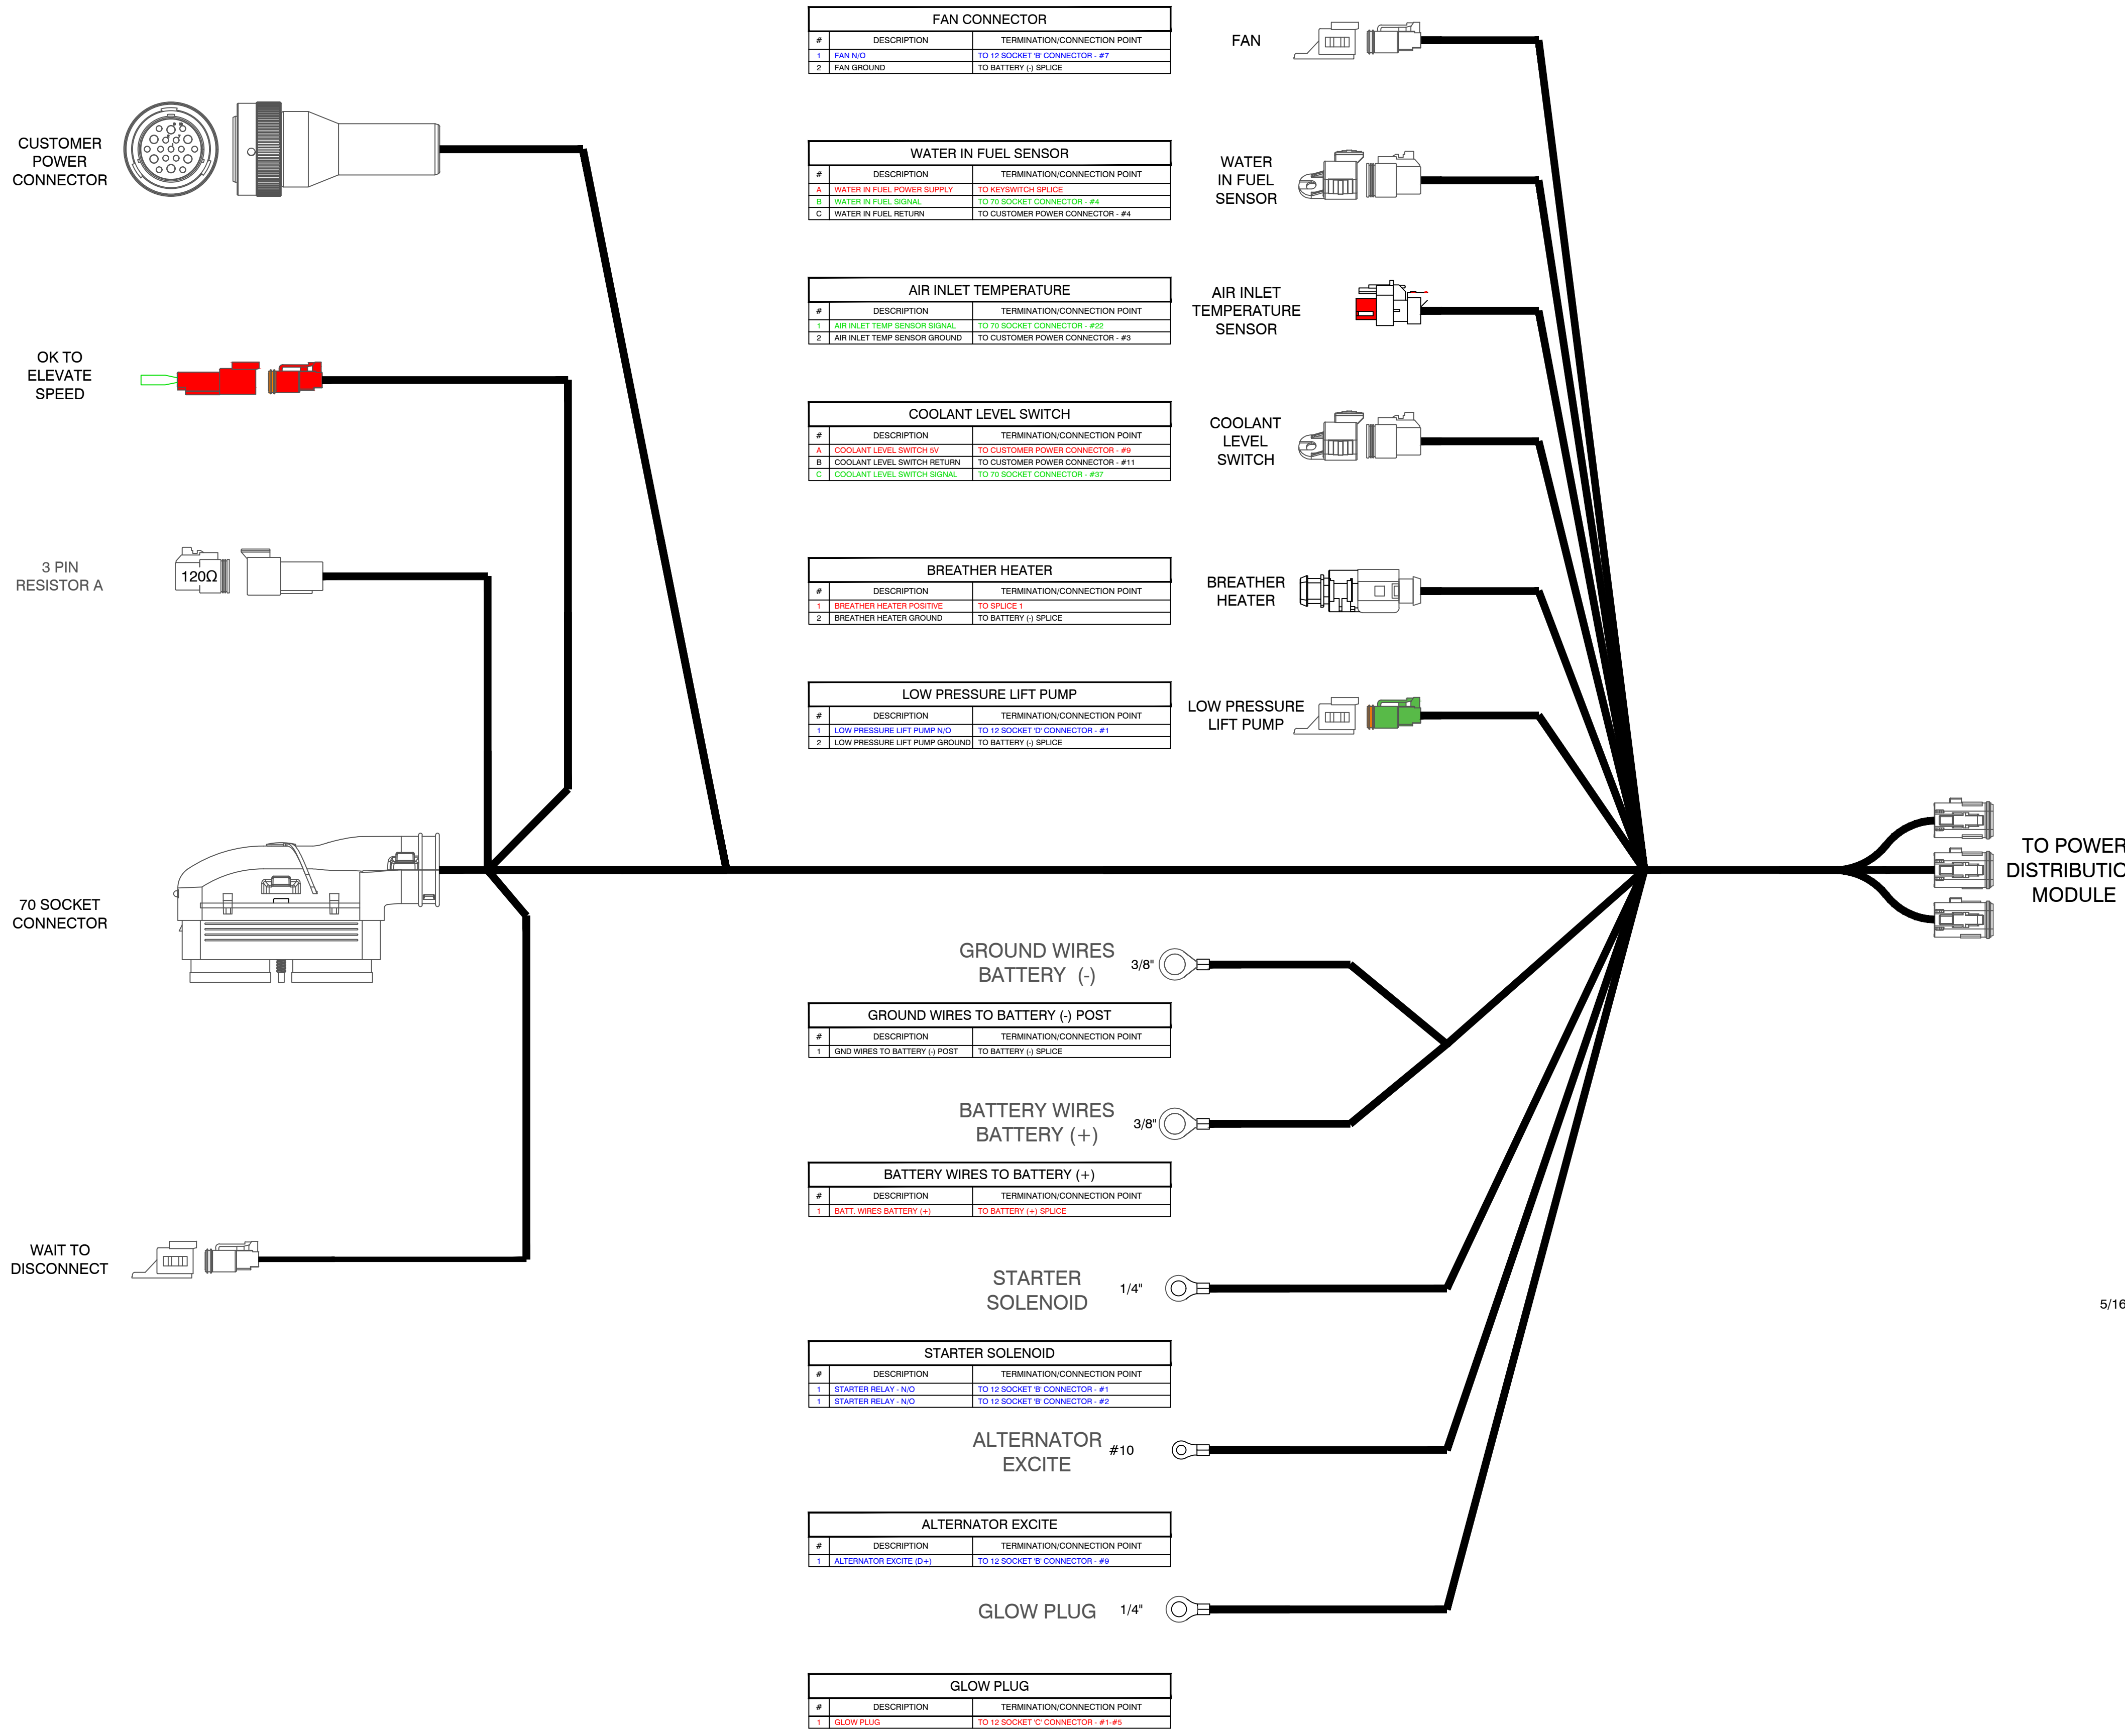 CUSTOMER
POWER
CONNECTOR
OK TO
ELEVATE
SPEED
3 PIN
RESISTOR A
120Ω
70 SOCKET
CONNECTOR
WAIT TO
DISCONNECT
FAN CONNECTOR
# DESCRIPTION TERMINATION/CONNECTION POINT
1 FAN N/O TO 12 SOCKET 'B' CONNECTOR - #7
2 FAN GROUND TO BATTERY (-) SPLICE
FAN
WATER IN FUEL SENSOR
# DESCRIPTION TERMINATION/CONNECTION POINT
A WATER IN FUEL POWER SUPPLY TO KEYSWITCH SPLICE
B WATER IN FUEL SIGNAL TO 70 SOCKET CONNECTOR - #4
C WATER IN FUEL RETURN TO CUSTOMER POWER CONNECTOR - #4
WATER
IN FUEL
SENSOR
AIR INLET TEMPERATURE
# DESCRIPTION TERMINATION/CONNECTION POINT
1 AIR INLET TEMP SENSOR SIGNAL TO 70 SOCKET CONNECTOR - #22
2 AIR INLET TEMP SENSOR GROUND TO CUSTOMER POWER CONNECTOR - #3
AIR INLET
TEMPERATURE
SENSOR
COOLANT LEVEL SWITCH
# DESCRIPTION TERMINATION/CONNECTION POINT
A COOLANT LEVEL SWITCH 5V TO CUSTOMER POWER CONNECTOR - #9
B COOLANT LEVEL SWITCH RETURN TO CUSTOMER POWER CONNECTOR - #11
C COOLANT LEVEL SWITCH SIGNAL TO 70 SOCKET CONNECTOR - #37
COOLANT
LEVEL
SWITCH
BREATHER HEATER
# DESCRIPTION TERMINATION/CONNECTION POINT
1 BREATHER HEATER POSITIVE TO SPLICE 1
2 BREATHER HEATER GROUND TO BATTERY (-) SPLICE
BREATHER
HEATER
LOW PRESSURE LIFT PUMP
# DESCRIPTION TERMINATION/CONNECTION POINT
1 LOW PRESSURE LIFT PUMP N/O TO 12 SOCKET 'D' CONNECTOR - #1
2 LOW PRESSURE LIFT PUMP GROUND TO BATTERY (-) SPLICE
LOW PRESSURE
LIFT PUMP
TO POWER
DISTRIBUTIO
MODULE
GROUND WIRES
BATTERY (-)
3/8"
GROUND WIRES TO BATTERY (-) POST
# DESCRIPTION TERMINATION/CONNECTION POINT
1 GND WIRES TO BATTERY (-) POST TO BATTERY (-) SPLICE
BATTERY WIRES
BATTERY (+)
3/8"
BATTERY WIRES TO BATTERY (+)
# DESCRIPTION TERMINATION/CONNECTION POINT
1 BATT. WIRES BATTERY (+) TO BATTERY (+) SPLICE
STARTER
SOLENOID
1/4"
5/16
STARTER SOLENOID
# DESCRIPTION TERMINATION/CONNECTION POINT
1 STARTER RELAY - N/O TO 12 SOCKET 'B' CONNECTOR - #1
1 STARTER RELAY - N/O TO 12 SOCKET 'B' CONNECTOR - #2
ALTERNATOR
EXCITE
#10
ALTERNATOR EXCITE
# DESCRIPTION TERMINATION/CONNECTION POINT
1 ALTERNATOR EXCITE (D+) TO 12 SOCKET 'B' CONNECTOR - #9
GLOW PLUG
1/4"
GLOW PLUG
# DESCRIPTION TERMINATION/CONNECTION POINT
1 GLOW PLUG TO 12 SOCKET 'C' CONNECTOR - #1-#5